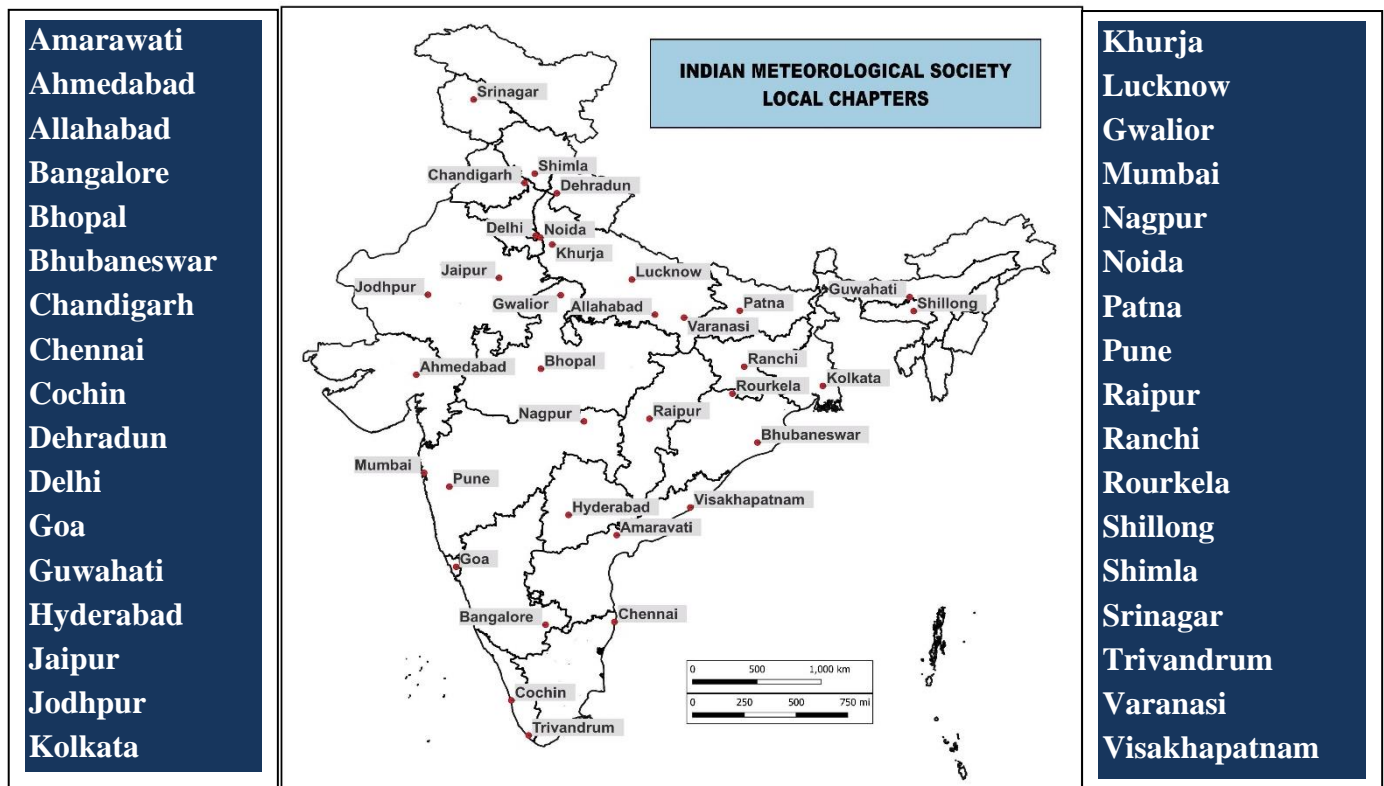 Amarawati
Ahmedabad
Allahabad
Bangalore
Bhopal
Bhubaneswar
Chandigarh
Chennai
Cochin
Dehradun
Delhi
Goa
Guwahati
Hyderabad
Jaipur
Jodhpur
Kolkata
INDIAN METEOROLOGICAL SOCIETY
LOCAL CHAPTERS
Srinagar
Shimla
Chandigarh
Dehradun
Delhi
Noida
Khurja
Jaipur
Lucknow
Jodhpur
Gwalior
Allahabad
Patna
Varanasi
Guwahati
Shillong
Ahmedabad
Bhopal
Ranchi
Rourkela
Kolkata
Nagpur
Raipur
Bhubaneswar
Mumbai
Pune
Hyderabad
Visakhapatnam
Amaravati
Goa
Bangalore
Chennai
Cochin
Trivandrum
0 500 1,000 km
0 250 500 750 mi
Khurja
Lucknow
Gwalior
Mumbai
Nagpur
Noida
Patna
Pune
Raipur
Ranchi
Rourkela
Shillong
Shimla
Srinagar
Trivandrum
Varanasi
Visakhapatnam